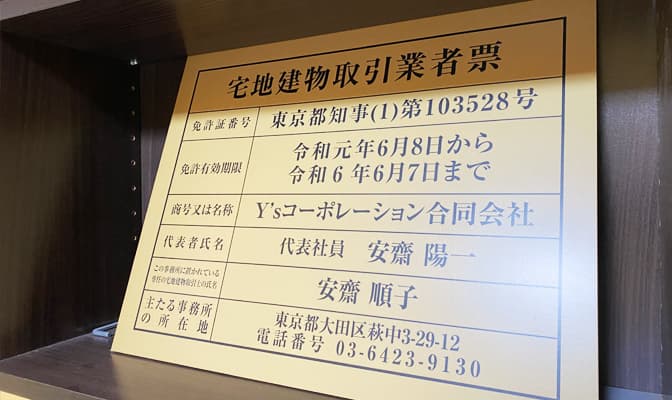 宅地建物取引業者票
免許証番号 東京都知事(1)第103528号
免許有効期限 令和元年6月8日から
令和6年6月7日まで
商号又は名称 Y'sコーポレーション合同会社
代表者氏名 代表社員 安齋 陽一
この事務所に置かれている
専任の宅地建物取引士の氏名 安齋 順子
主たる事務所
の所在地
東京都大田区萩中3-29-12
電話番号 03-6423-9130